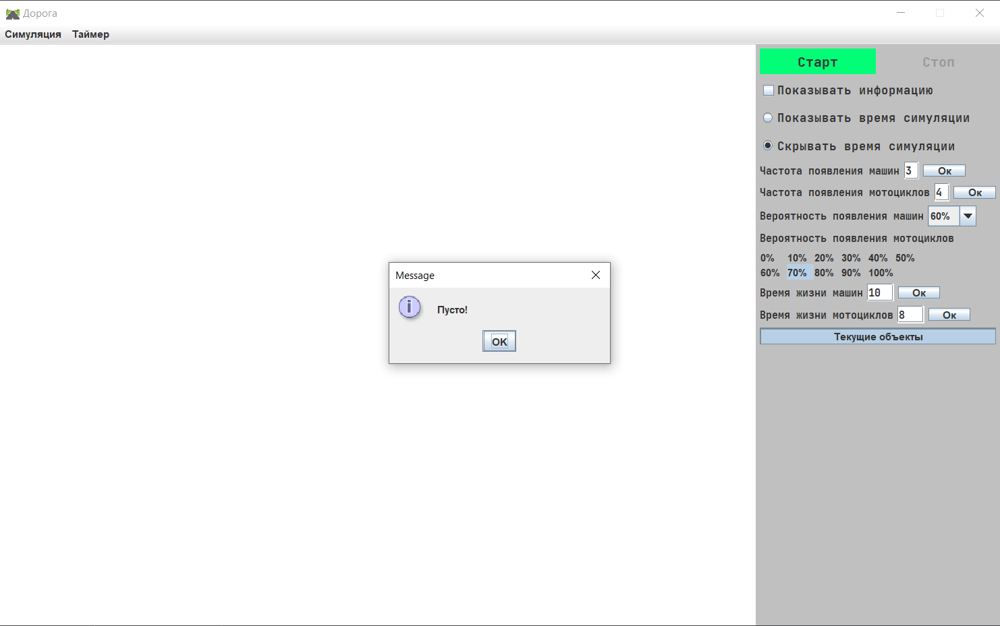 Дорога
Симуляция Таймер
Старт Стоп
Показывать информацию
Показывать время симуляции
Скрывать время симуляции
Частота появления машин 3 Ок
Частота появления мотоциклов 4 Ок
Вероятность появления машин 60%
Вероятность появления мотоциклов
0% 10% 20% 30% 40% 50%
60% 70% 80% 90% 100%
Время жизни машин 10 Ок
Время жизни мотоциклов 8 Ок
Текущие объекты
Message
Пусто!
OK